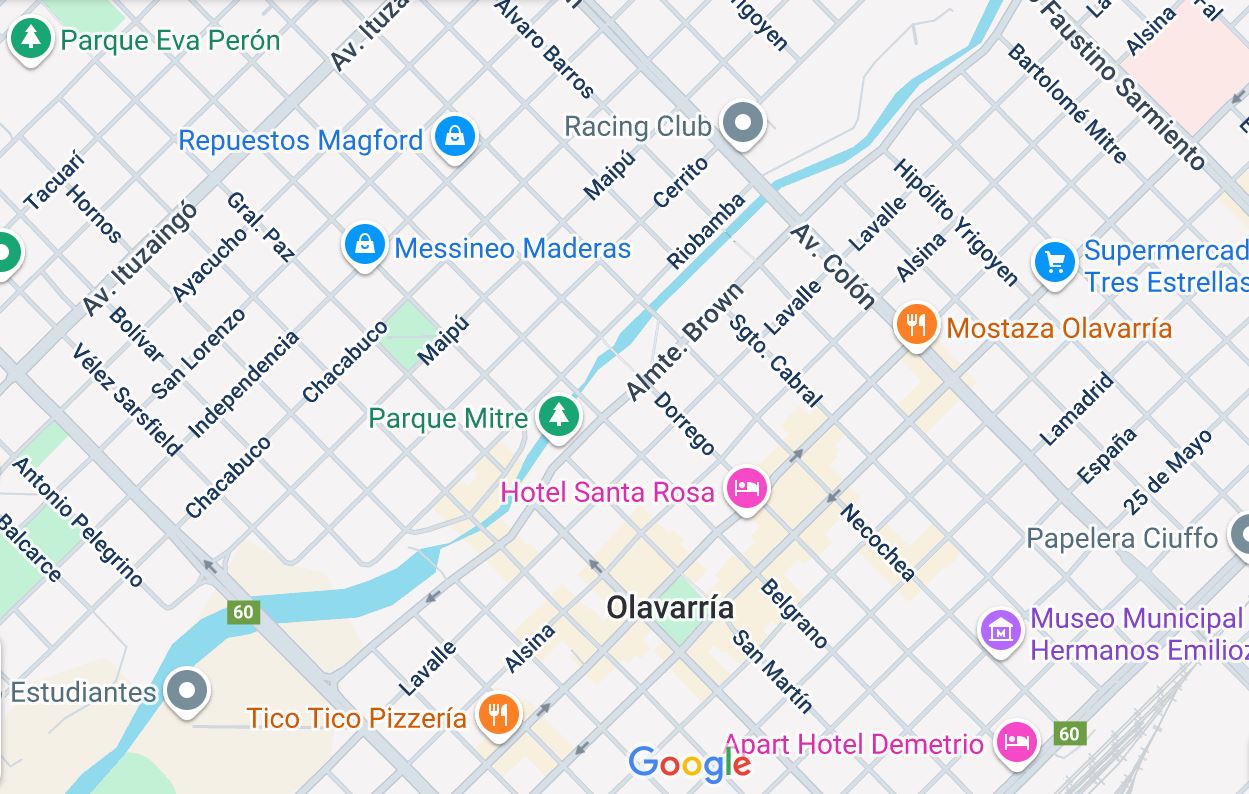 Parque Eva Perón
Av. Ituza
Alvaro Barros
rigoyen
Faustino Sarmiento
Alsina
Bartolomé Mitre
Repuestos Magford
Racing Club
Maipú
Cerrito
Tacuarí
Hornos
Gral. Paz
Av. Ituzaingó
Ayacucho
Messineo Maderas
Riobamba
Hipólito Yrigoyen
Lavalle
Alsina
Av. Colón
Supermercad
Tres Estrellas
Bolívar
San Lorenzo
Vélez Sarsfield
Independencia
Chacabuco
Maipú
Almte. Brown
Lavalle
Sgto. Cabral
Mostaza Olavarría
Parque Mitre
Dorrego
Lamadrid
España
25 de Mayo
Chacabuco
Antonio Pelegrino
Balcarce
Hotel Santa Rosa
Necochea
Papelera Ciuffo
60
Olavarría
Belgrano
San Martín
Museo Municipal
Hermanos Emilioz
Lavalle
Alsina
Estudiantes
Tico Tico Pizzería
Apart Hotel Demetrio
60
Google